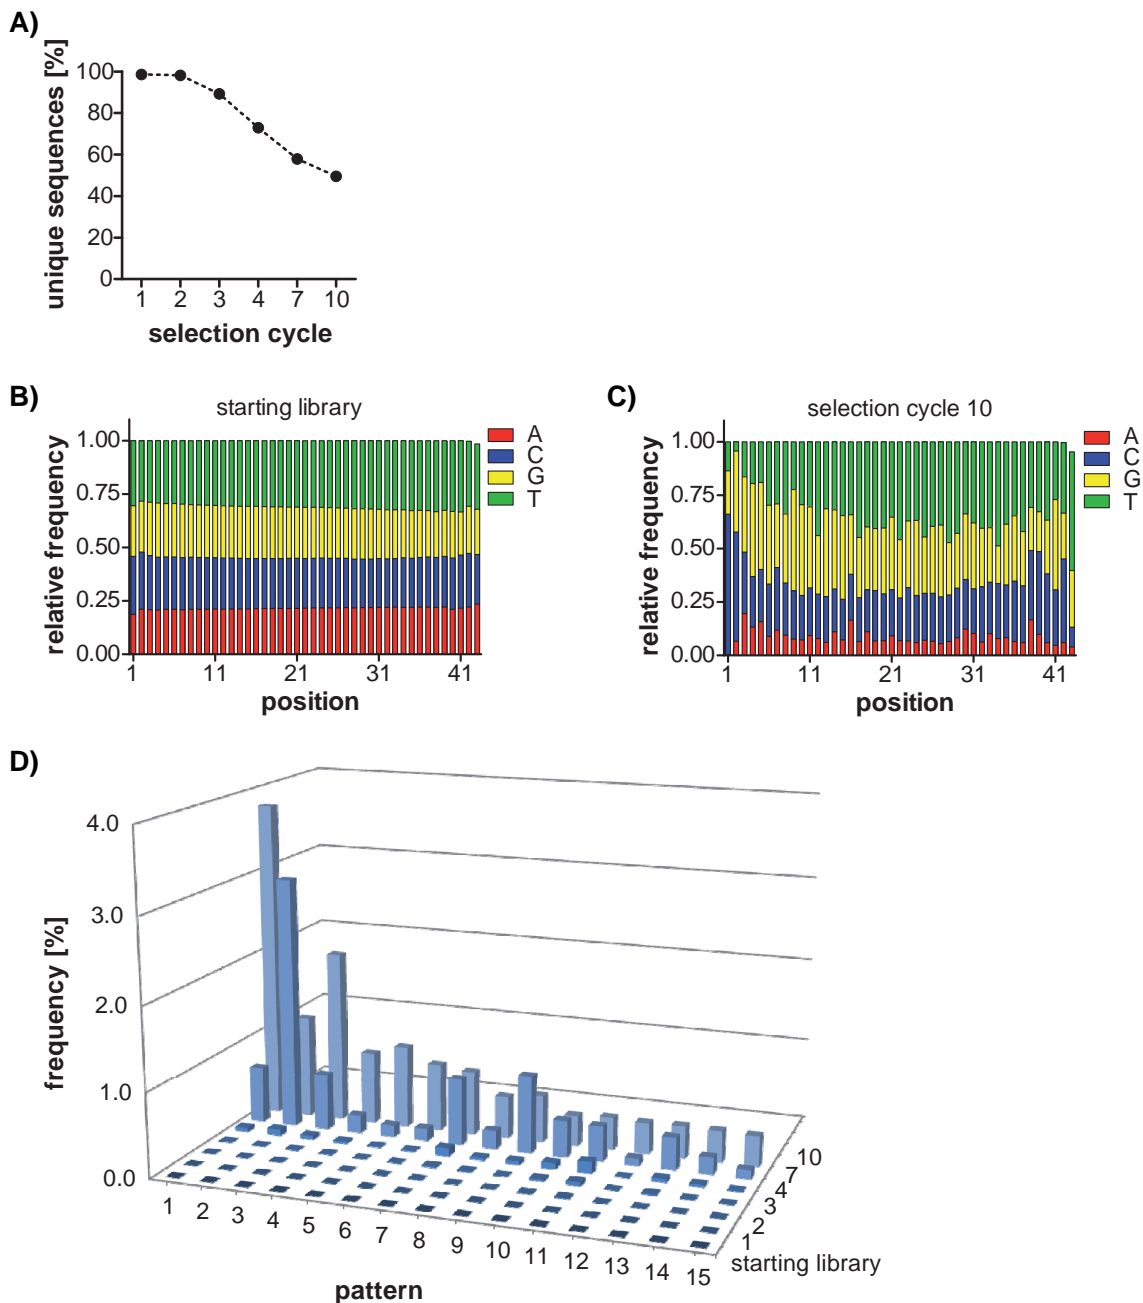 A)
unique sequences [%]
100
80
60
40
20
0
1 2 3 4 7 10
selection cycle
B)
starting library
relative frequency
1.00
0.75
0.50
0.25
0.00
1 11 21 31 41
position
A
C
G
T
C)
selection cycle 10
relative frequency
1.00
0.75
0.50
0.25
0.00
1 11 21 31 41
position
A
C
G
T
D)
frequency [%]
4.0
3.0
2.0
1.0
0.0
1 2 3 4 5 6 7 8 9 10 11 12 13 14 15
pattern
10
7
4
3
2
1
starting library